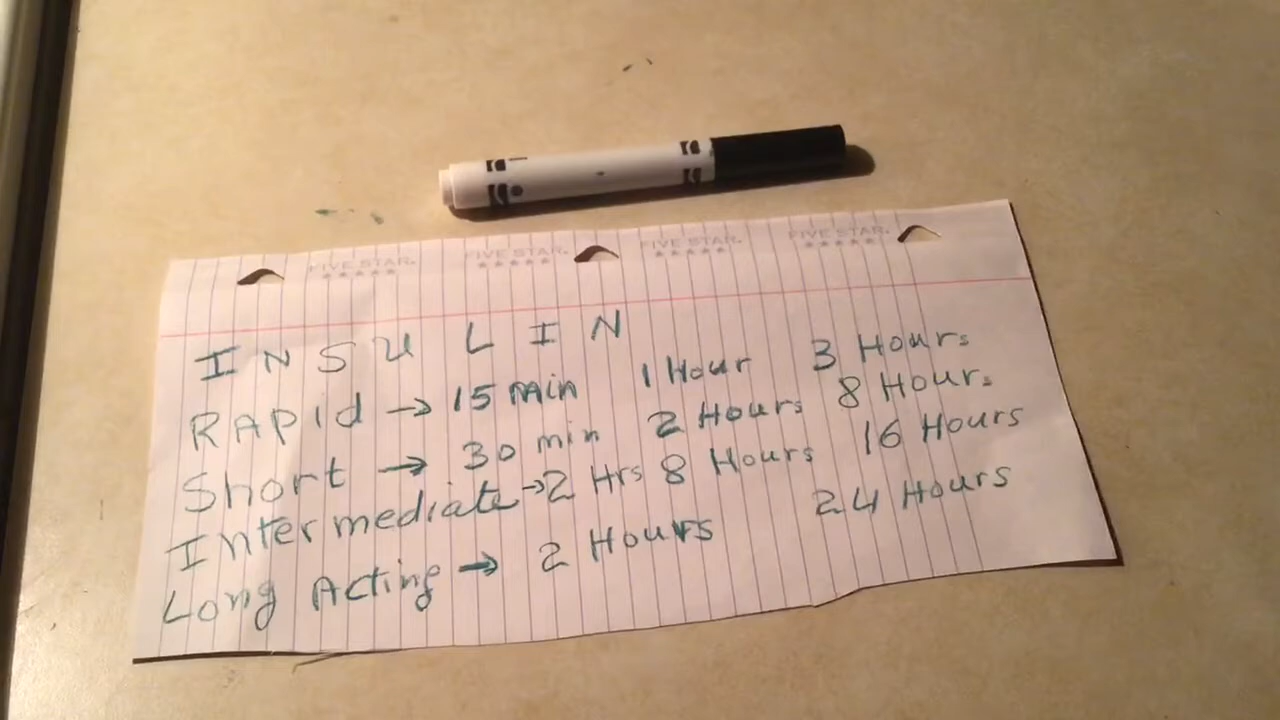 FIVE STAR. FIVE STAR. FIVE STAR. FIVE STAR.
INSULIN
RAPId → 15 min 1 Hour 3 Hours
Short → 30 min 2 Hours 8 Hours
Intermediate → 2 Hrs 8 Hours 16 Hours
Long Acting → 2 Hours 24 Hours